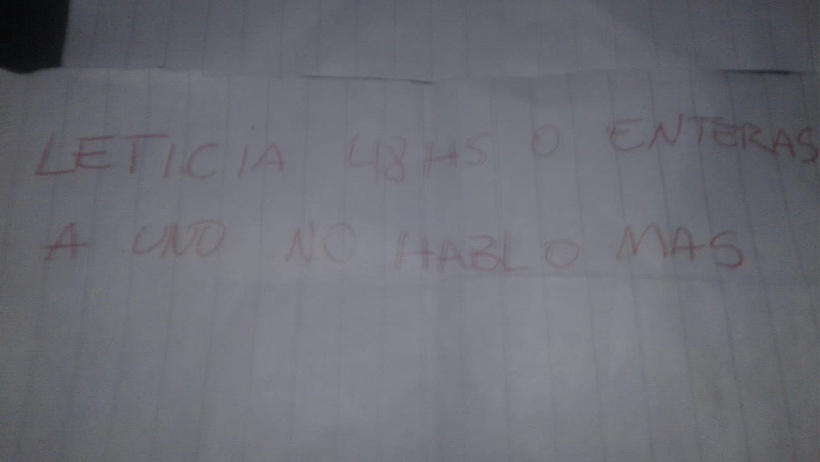 LETICIA 48HS O ENTERAS
A UNO NO HABLO MAS